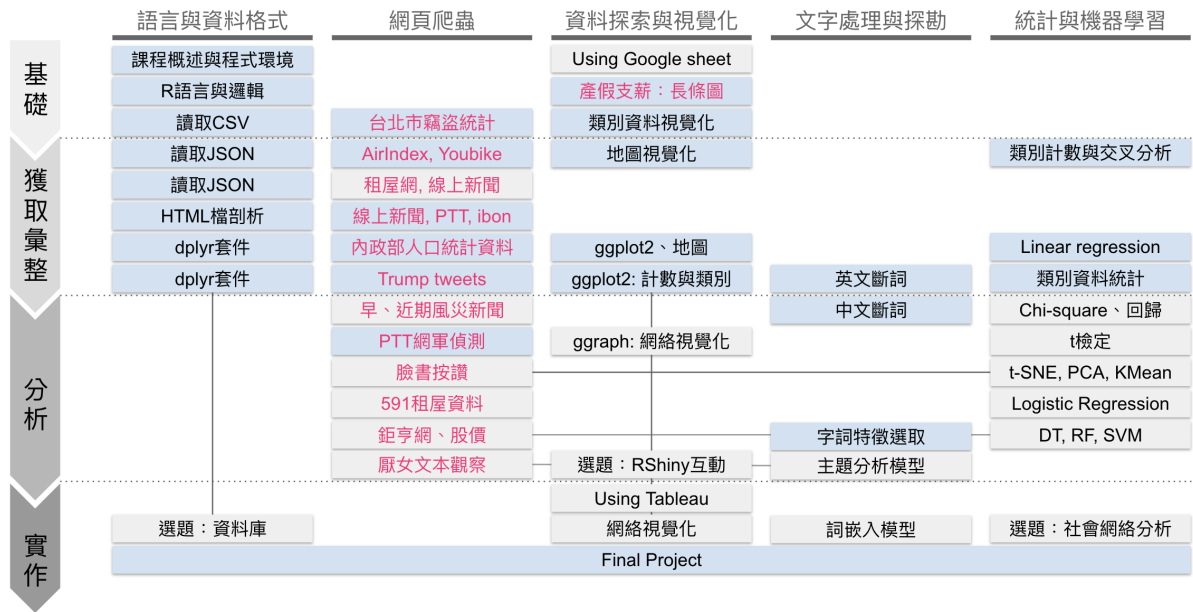 語言與資料格式
網頁爬蟲
資料探索與視覺化
文字處理與探勘
統計與機器學習
基礎
課程概述與程式環境
Using Google sheet
R語言與邏輯
產假支薪：長條圖
讀取CSV
台北市竊盜統計
類別資料視覺化
獲取彙整
讀取JSON
AirIndex, Youbike
地圖視覺化
類別計數與交叉分析
讀取JSON
租屋網, 線上新聞
HTML檔剖析
線上新聞, PTT, ibon
dplyr套件
內政部人口統計資料
ggplot2、地圖
Linear regression
dplyr套件
Trump tweets
ggplot2: 計數與類別
英文斷詞
類別資料統計
分析
早、近期風災新聞
中文斷詞
Chi-square、回歸
PTT網軍偵測
ggraph: 網絡視覺化
t檢定
臉書按讚
t-SNE, PCA, KMean
591租屋資料
Logistic Regression
鉅亨網、股價
字詞特徵選取
DT, RF, SVM
厭女文本觀察
選題：RShiny互動
主題分析模型
實作
Using Tableau
選題：資料庫
網絡視覺化
詞嵌入模型
選題：社會網絡分析
Final Project